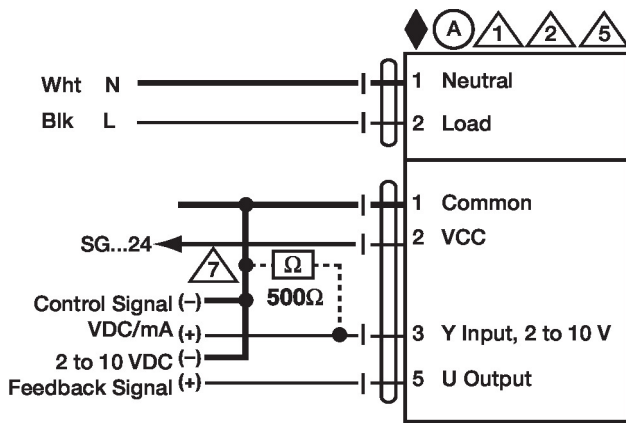 A 1 2 5
Wht N 1 Neutral
Blk L 2 Load
1 Common
SG...24 2 VCC
7 Ω
500Ω
Control Signal (–)
VDC/mA (+) 3 Y Input, 2 to 10 V
2 to 10 VDC (–)
Feedback Signal (+) 5 U Output